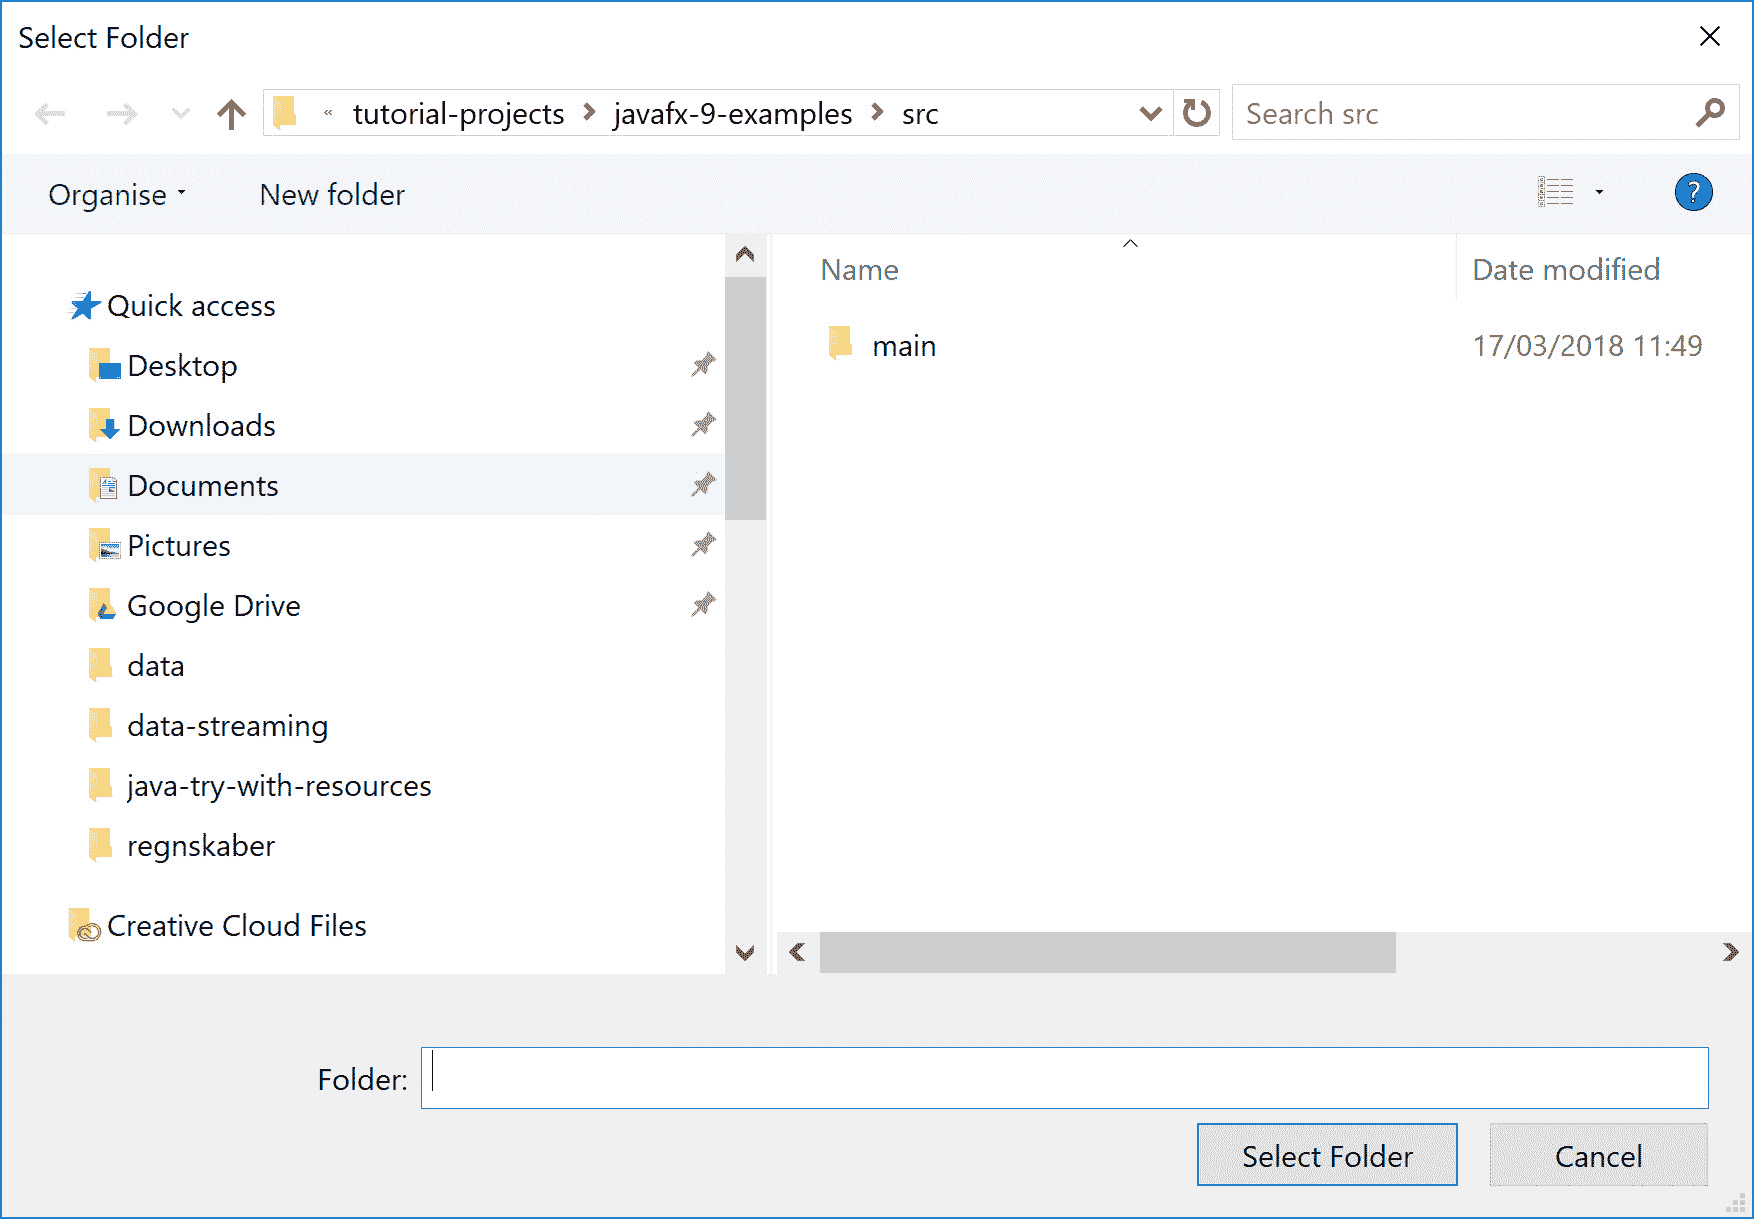 Select Folder
« tutorial-projects > javafx-9-examples > src
Search src
Organise
New folder
?
Quick access
Desktop
Downloads
Documents
Pictures
Google Drive
data
data-streaming
java-try-with-resources
regnskaber
Creative Cloud Files
Name
Date modified
main
17/03/2018 11:49
Folder:
Select Folder
Cancel